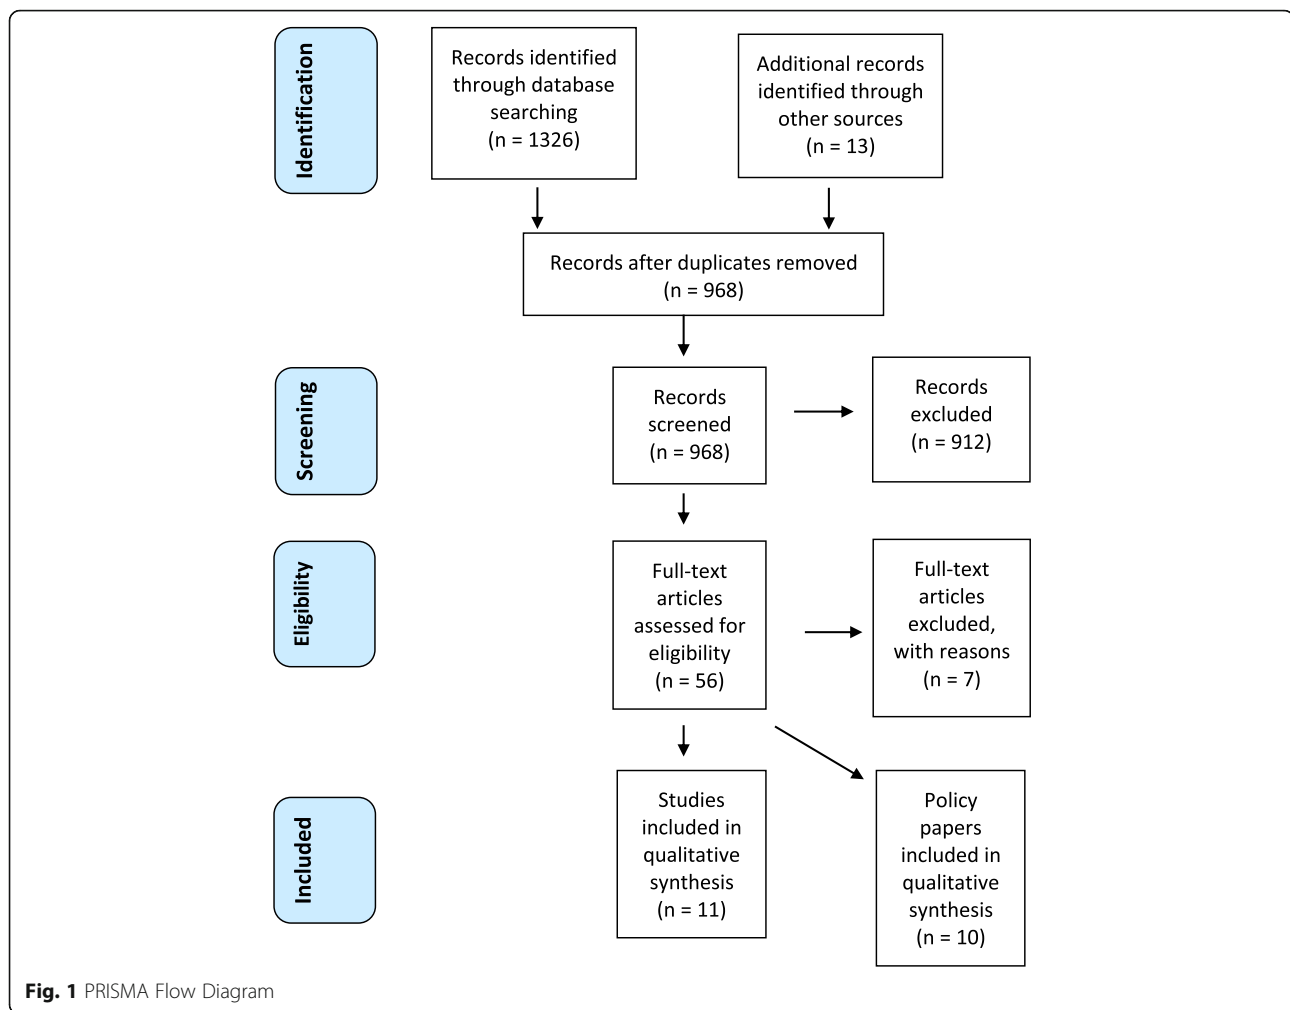 Identification
Records identified
through database
searching
(n = 1326)
Additional records
identified through
other sources
(n = 13)
Records after duplicates removed
(n = 968)
Screening
Records
screened
(n = 968)
Records
excluded
(n = 912)
Eligibility
Full-text
articles
assessed for
eligibility
(n = 56)
Full-text
articles
excluded,
with reasons
(n = 7)
Included
Studies
included in
qualitative
synthesis
(n = 11)
Policy
papers
included in
qualitative
synthesis
(n = 10)
Fig. 1 PRISMA Flow Diagram